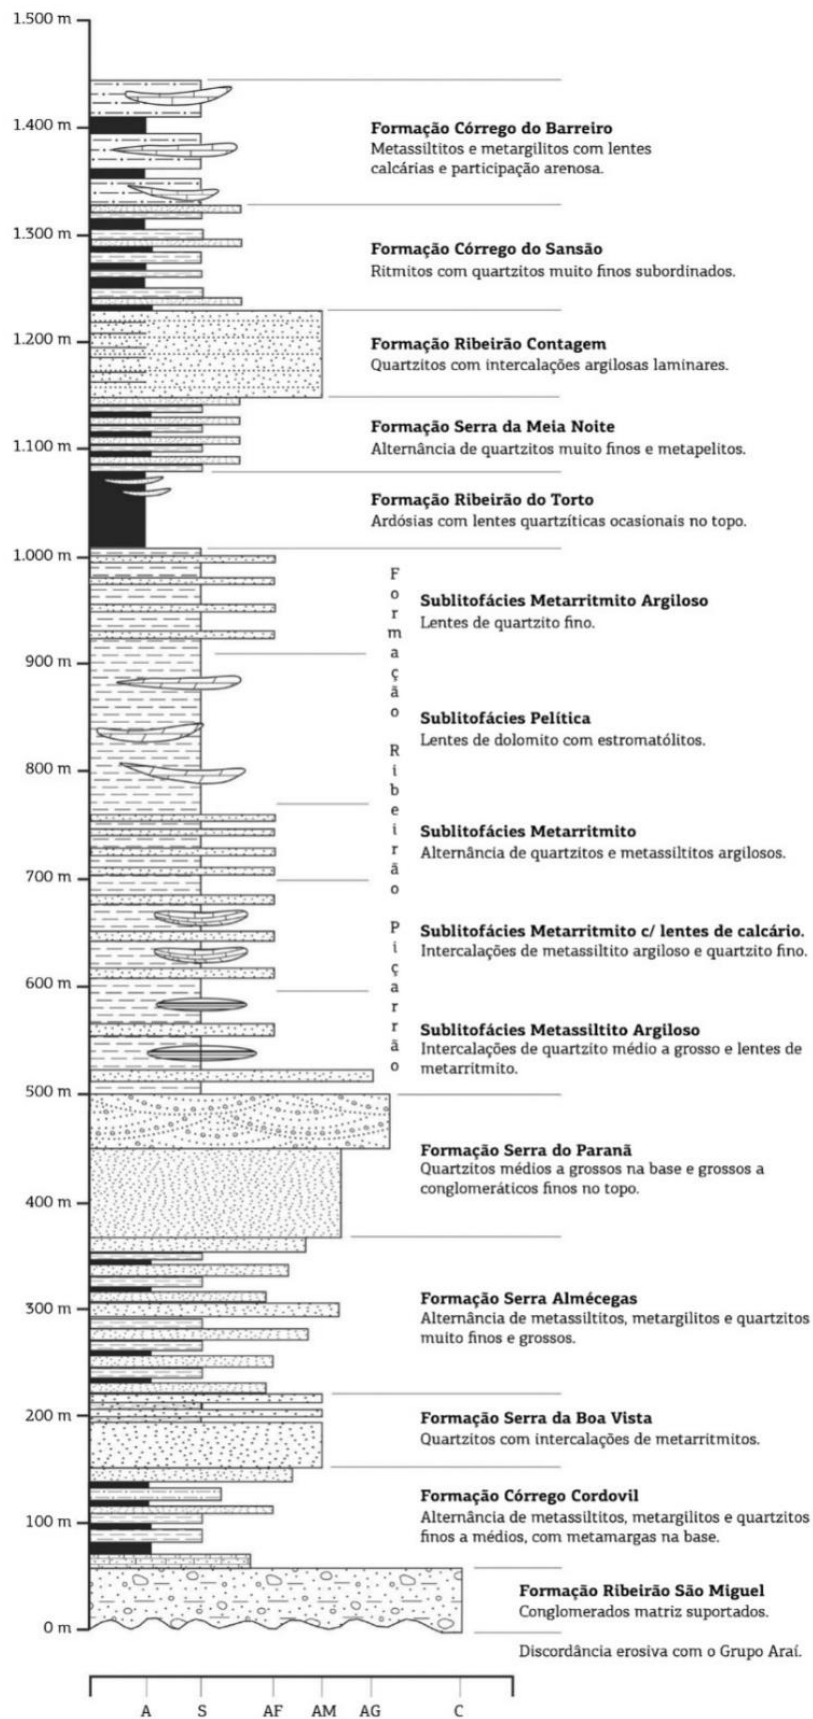 1.500 m
1.400 m
Formação Córrego do Barreiro
Metassiltitos e metargilitos com lentes
calcárias e participação arenosa.
1.300 m
Formação Córrego do Sansão
Ritmitos com quartzitos muito finos subordinados.
1.200 m
Formação Ribeirão Contagem
Quartzitos com intercalações argilosas laminares.
1.100 m
Formação Serra da Meia Noite
Alternância de quartzitos muito finos e metapelitos.
Formação Ribeirão do Torto
Ardósias com lentes quartzíticas ocasionais no topo.
1.000 m
Formação Ribeirão Piçarrão
Sublitofácies Metarritmito Argiloso
Lentes de quartzito fino.
900 m
Sublitofácies Pelítica
Lentes de dolomito com estromatólitos.
800 m
Sublitofácies Metarritmito
Alternância de quartzitos e metassiltitos argilosos.
700 m
Sublitofácies Metarritmito c/ lentes de calcário.
Intercalações de metassiltito argiloso e quartzito fino.
600 m
Sublitofácies Metassiltito Argiloso
Intercalações de quartzito médio a grosso e lentes de
metarritmito.
500 m
Formação Serra do Paranã
Quartzitos médios a grossos na base e grossos a
conglomeráticos finos no topo.
400 m
300 m
Formação Serra Almécegas
Alternância de metassiltitos, metargilitos e quartzitos
muito finos e grossos.
200 m
Formação Serra da Boa Vista
Quartzitos com intercalações de metarritmitos.
100 m
Formação Córrego Cordovil
Alternância de metassiltitos, metargilitos e quartzitos
finos a médios, com metamargas na base.
Formação Ribeirão São Miguel
Conglomerados matriz suportados.
0 m
Discordância erosiva com o Grupo Araí.
A S AF AM AG C